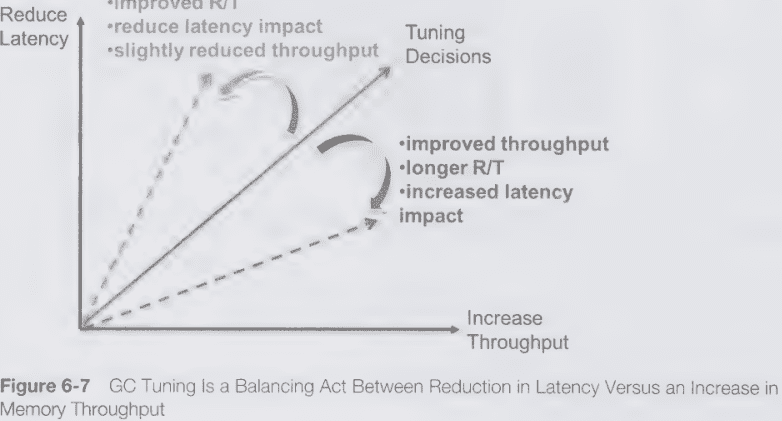 •improved R/T
Reduce
Latency
•reduce latency impact
•slightly reduced throughput
Tuning
Decisions
•improved throughput
•longer R/T
•increased latency
impact
Increase
Throughput
Figure 6-7 GC Tuning Is a Balancing Act Between Reduction in Latency Versus an Increase in
Memory Throughput